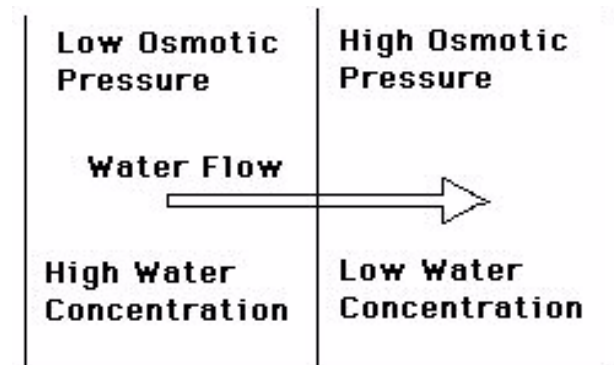 Low Osmotic
Pressure
High Osmotic
Pressure
Water Flow
High Water
Concentration
Low Water
Concentration